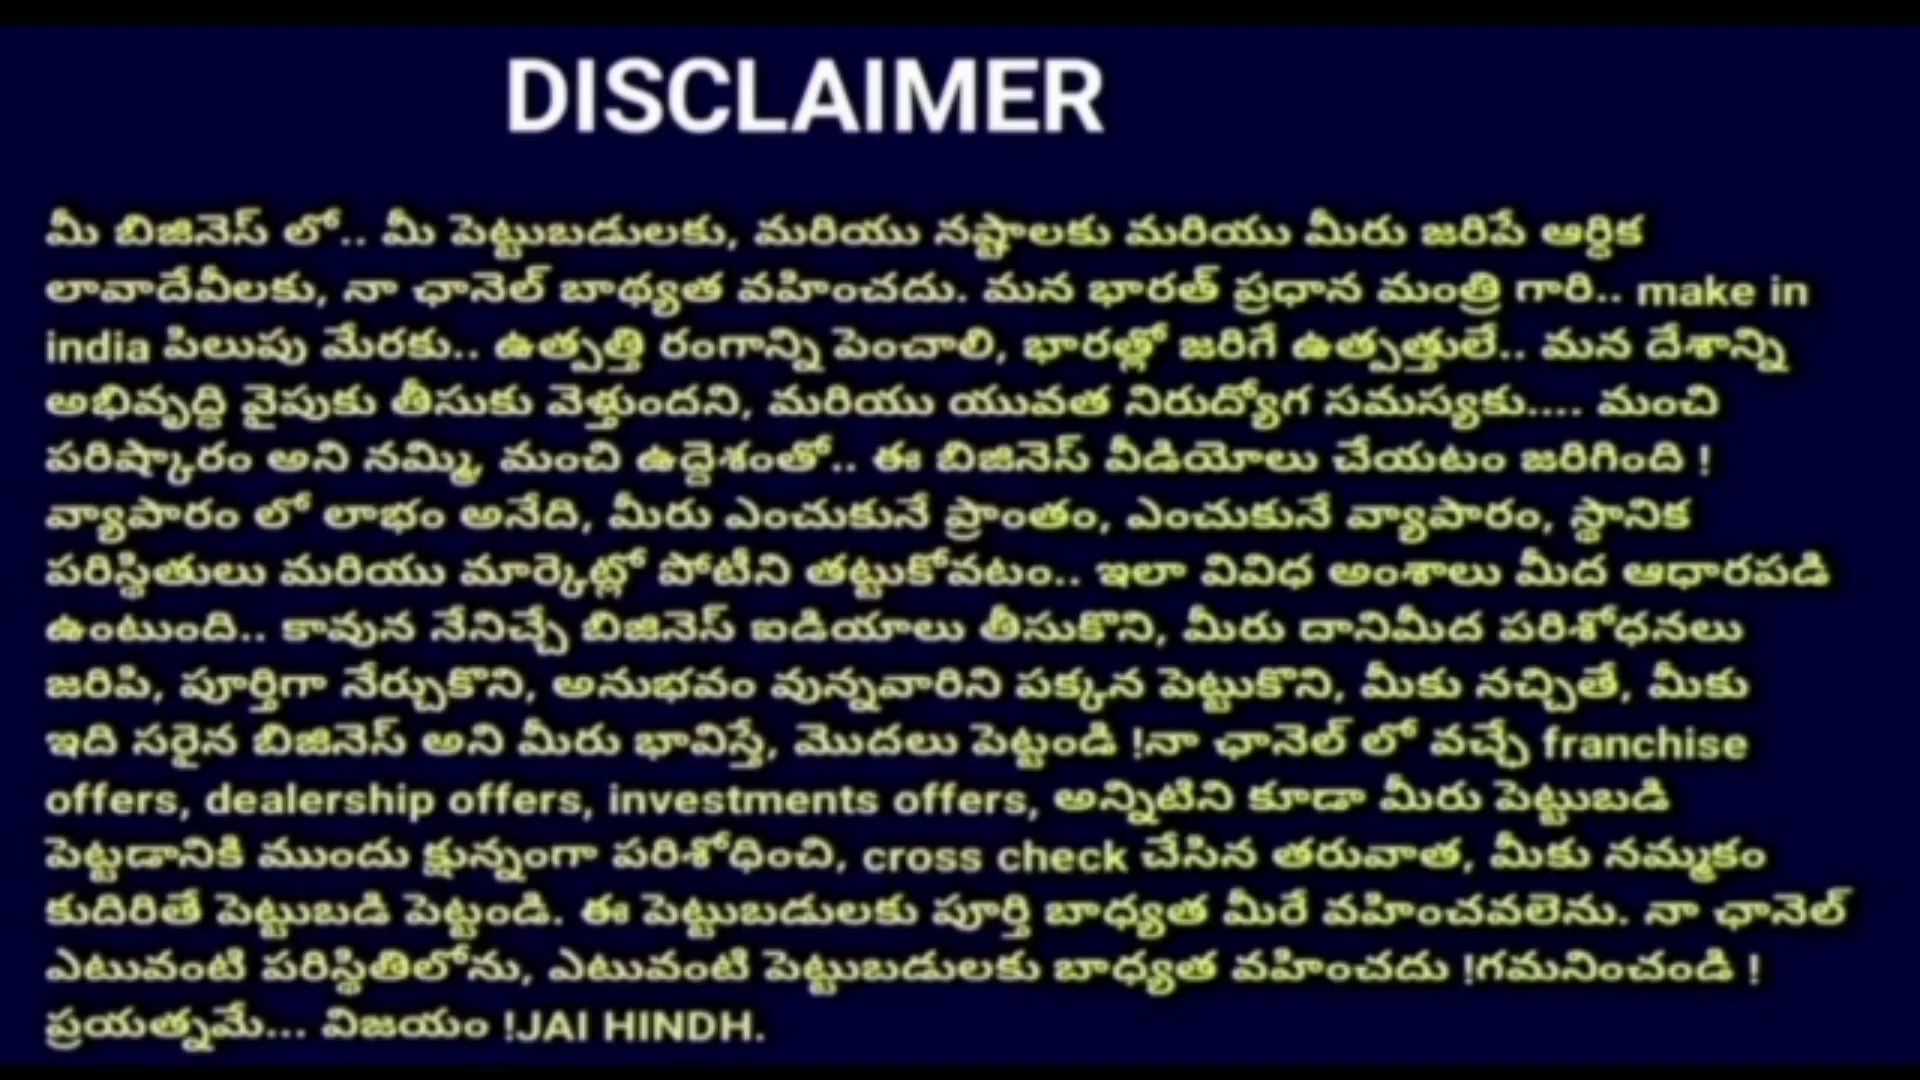 DISCLAIMER
మీ బిజినెస్ లో.. మీ పెట్టుబడులకు, మరియు నష్టాలకు మరియు మీరు జరిపే ఆర్ధిక
లావాదేవీలకు, నా ఛానెల్ బాథ్యత వహించదు. మన భారత్ ప్రధాన మంత్రి గారి.. make in
india పిలుపు మేరకు.. ఉత్పత్తి రంగాన్ని పెంచాలి, భారత్లో జరిగే ఉత్పత్తులే.. మన దేశాన్ని
అభివృద్ధి వైపుకు తీసుకు వెళ్తుందని, మరియు యువత నిరుద్యోగ సమస్యకు.... మంచి
పరిష్కారం అని నమ్మి, మంచి ఉద్దెశంతో.. ఈ బిజినెస్ వీడియోలు చేయటం జరిగింది !
వ్యాపారం లో లాభం అనేది, మీరు ఎంచుకునే ప్రాంతం, ఎంచుకునే వ్యాపారం, స్థానిక
పరిస్థితులు మరియు మార్కెట్లో పోటీని తట్టుకోవటం.. ఇలా వివిధ అంశాలు మీద ఆధారపడి
ఉంటుంది.. కావున నేనిచ్చే బిజినెస్ ఐడియాలు తీసుకొని, మీరు దానిమీద పరిశోధనలు
జరిపి, పూర్తిగా నేర్చుకొని, అనుభవం వున్నవారిని పక్కన పెట్టుకొని, మీకు నచ్చితే, మీకు
ఇది సరైన బిజినెస్ అని మీరు భావిస్తే, మొదలు పెట్టండి !నా ఛానెల్ లో వచ్చే franchise
offers, dealership offers, investments offers, అన్నిటిని కూడా మీరు పెట్టుబడి
పెట్టడానికి ముందు క్షున్నంగా పరిశోధించి, cross check చేసిన తరువాత, మీకు నమ్మకం
కుదిరితే పెట్టుబడి పెట్టండి. ఈ పెట్టుబడులకు పూర్తి బాధ్యత మీరే వహించవలెను. నా ఛానెల్
ఎటువంటి పరిస్థితిలోను, ఎటువంటి పెట్టుబడులకు బాధ్యత వహించదు !గమనించండి !
ప్రయత్నమే... విజయం !JAI HINDH.